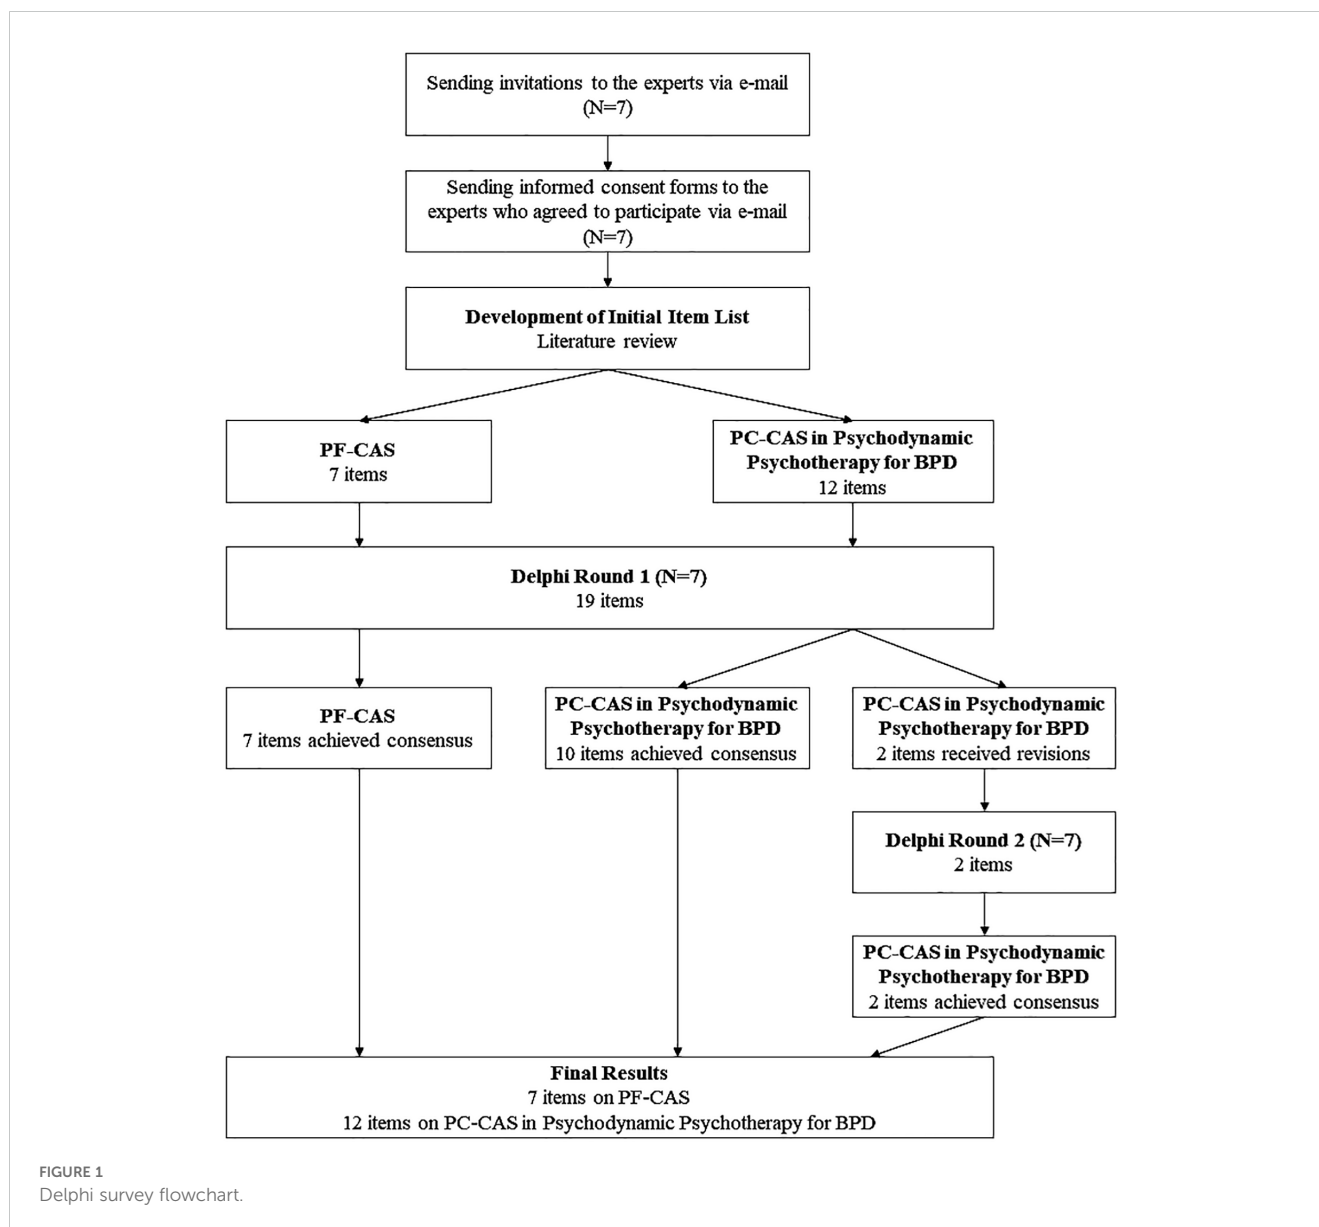 Sending invitations to the experts via e-mail
(N=7)
Sending informed consent forms to the
experts who agreed to participate via e-mail
(N=7)
Development of Initial Item List
Literature review
PF-CAS
7 items
PC-CAS in Psychodynamic
Psychotherapy for BPD
12 items
Delphi Round 1 (N=7)
19 items
PF-CAS
7 items achieved consensus
PC-CAS in Psychodynamic
Psychotherapy for BPD
10 items achieved consensus
PC-CAS in Psychodynamic
Psychotherapy for BPD
2 items received revisions
Delphi Round 2 (N=7)
2 items
PC-CAS in Psychodynamic
Psychotherapy for BPD
2 items achieved consensus
Final Results
7 items on PF-CAS
12 items on PC-CAS in Psychodynamic Psychotherapy for BPD
FIGURE 1
Delphi survey flowchart.